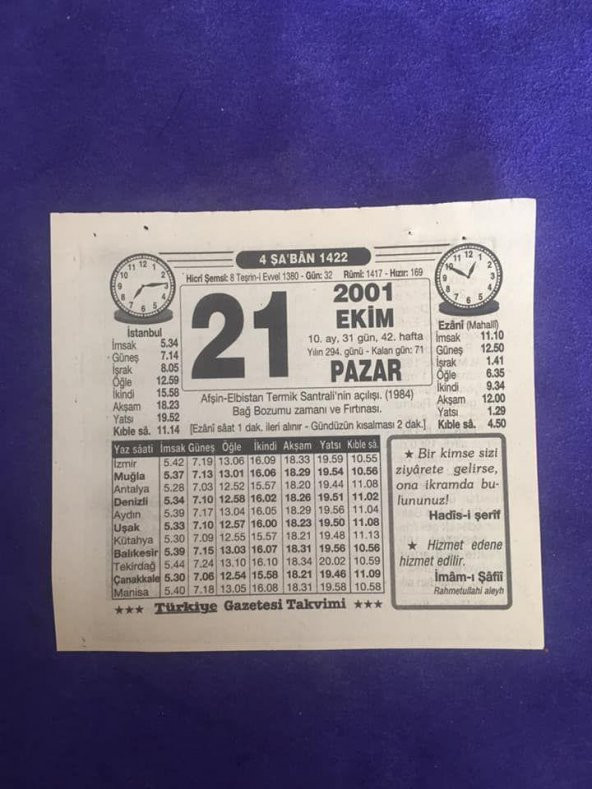 4 ŞA'BÂN 1422
Hicrî Şemsî: 8 Teşrin-i Evvel 1380 - Gün: 32 Rûmî: 1417 - Hızır: 169
21
2001
EKİM
10. ay, 31 gün, 42. hafta
Yılın 294. günü - Kalan gün: 71
PAZAR
İstanbul
İmsak 5.34
Güneş 7.14
İşrak 8.05
Öğle 12.59
İkindi 15.58
Akşam 18.23
Yatsı 19.52
Kıble sâ. 11.14
Ezânî (Mahallî)
İmsak 11.10
Güneş 12.50
İşrak 1.41
Öğle 6.35
İkindi 9.34
Akşam 12.00
Yatsı 1.29
Kıble sâ. 4.50
Afşin-Elbistan Termik Santrali'nin açılışı. (1984)
Bağ Bozumu zamanı ve Fırtınası.
[Ezânî sâat 1 dak. ileri alınır - Gündüzün kısalması 2 dak.]
Yaz sâati İmsak Güneş Öğle İkindi Akşam Yatsı Kıble sâ.
İzmir 5.42 7.19 13.06 16.09 18.33 19.59 10.55
Muğla 5.37 7.13 13.01 16.06 18.29 19.54 10.56
Antalya 5.28 7.03 12.52 15.57 18.20 19.44 11.08
Denizli 5.34 7.10 12.58 16.02 18.26 19.51 11.02
Aydın 5.39 7.17 13.04 16.05 18.29 19.56 11.04
Uşak 5.33 7.10 12.57 16.00 18.23 19.50 11.08
Kütahya 5.30 7.09 12.55 15.57 18.21 19.48 11.13
Balıkesir 5.39 7.15 13.03 16.07 18.31 19.56 10.56
Tekirdağ 5.44 7.24 13.10 16.10 18.34 20.02 10.59
Çanakkale 5.30 7.06 12.54 15.58 18.21 19.46 11.09
Manisa 5.40 7.18 13.05 16.08 18.31 19.58 10.58
★ Bir kimse sizi
ziyârete gelirse,
ona ikramda bu-
lununuz!
Hadîs-i şerîf
★ Hizmet edene
hizmet edilir.
İmâm-ı Şâfiî
Rahmetullahi aleyh
★★★ Türkiye Gazetesi Takvimi ★★★